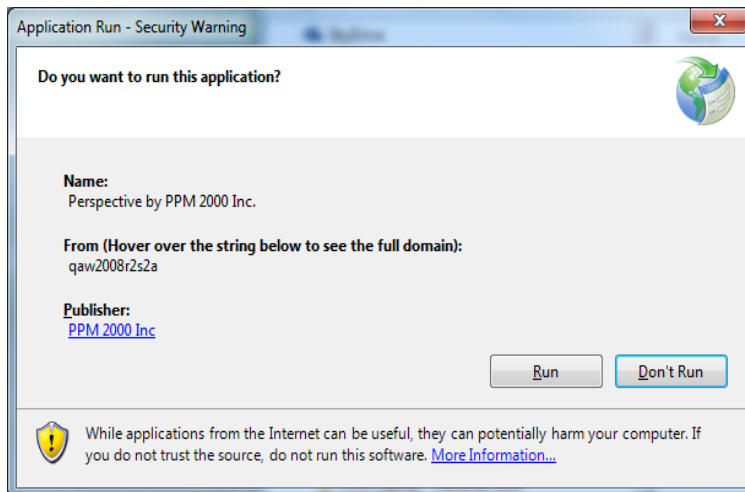 Application Run - Security Warning
Do you want to run this application?
Name:
Perspective by PPM 2000 Inc.
From (Hover over the string below to see the full domain):
qaw2008r2s2a
Publisher:
PPM 2000 Inc
Run
Don't Run
While applications from the Internet can be useful, they can potentially harm your computer. If
you do not trust the source, do not run this software. More Information...